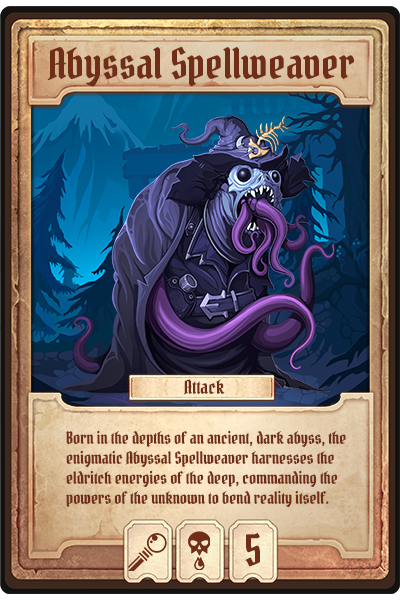 Abyssal Spellweaver
Attack
Born in the depths of an ancient, dark abyss, the
enigmatic Abyssal Spellweaver harnesses the
eldritch energies of the deep, commanding the
powers of the unknown to bend reality itself.
5